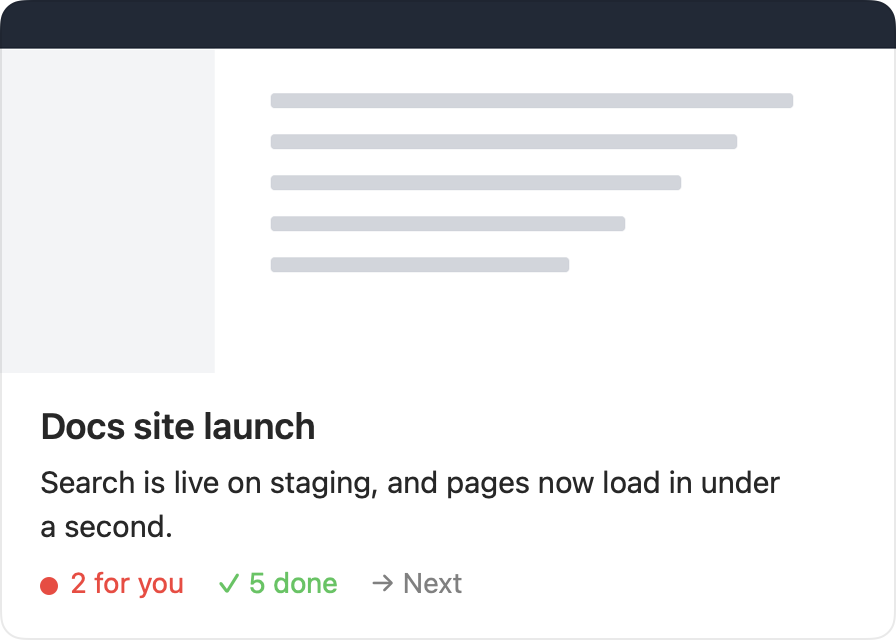 Docs site launch
Search is live on staging, and pages now load in under
a second.
2 for you ✓ 5 done → Next